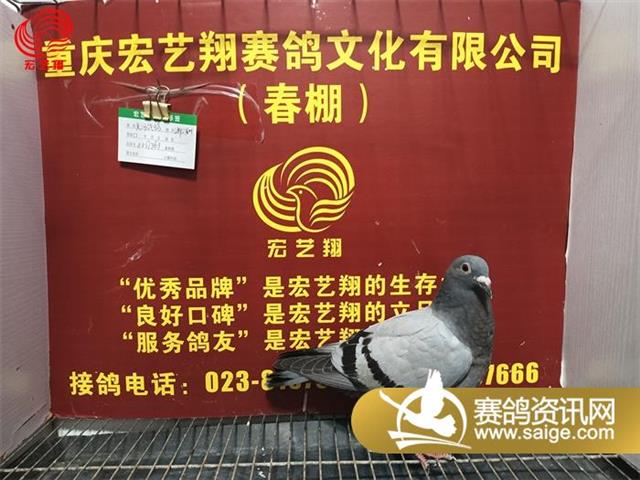 宏艺翔
重庆宏艺翔赛鸽文化有限公司
（春棚）
宏艺翔
“优秀品牌”是宏艺翔的生存
“良好口碑”是宏艺翔的立足
“服务鸽友”是宏艺翔
接鸽电话：023-
7666
赛鸽资讯网
www.saige.com